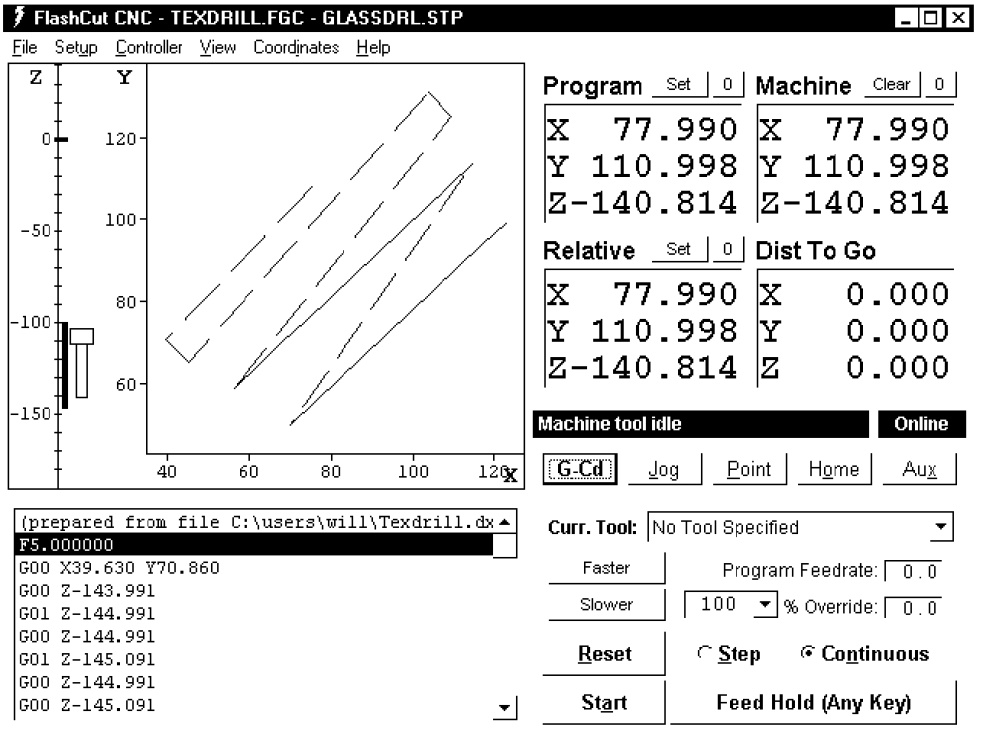 FlashCut CNC - TEXDRILL.FGC - GLASSDRL.STP
File Setup Controller View Coordinates Help
Z
0
-50
-100
-150
Y
120
100
80
60
40 60 80 100 120 X
Program Set 0
X 77.990
Y 110.998
Z-140.814
Machine Clear 0
X 77.990
Y 110.998
Z-140.814
Relative Set 0
X 77.990
Y 110.998
Z-140.814
Dist To Go
X 0.000
Y 0.000
Z 0.000
Machine tool idle Online
G-Cd Jog Point Home Aux
(prepared from file C:\users\will\Texdrill.dx
F5.000000
G00 X39.630 Y70.860
G00 Z-143.991
G01 Z-144.991
G00 Z-144.991
G01 Z-145.091
G00 Z-144.991
G00 Z-145.091
Curr. Tool: No Tool Specified
Faster Program Feedrate: 0.0
Slower 100 % Override: 0.0
Reset Step Continuous
Start Feed Hold (Any Key)